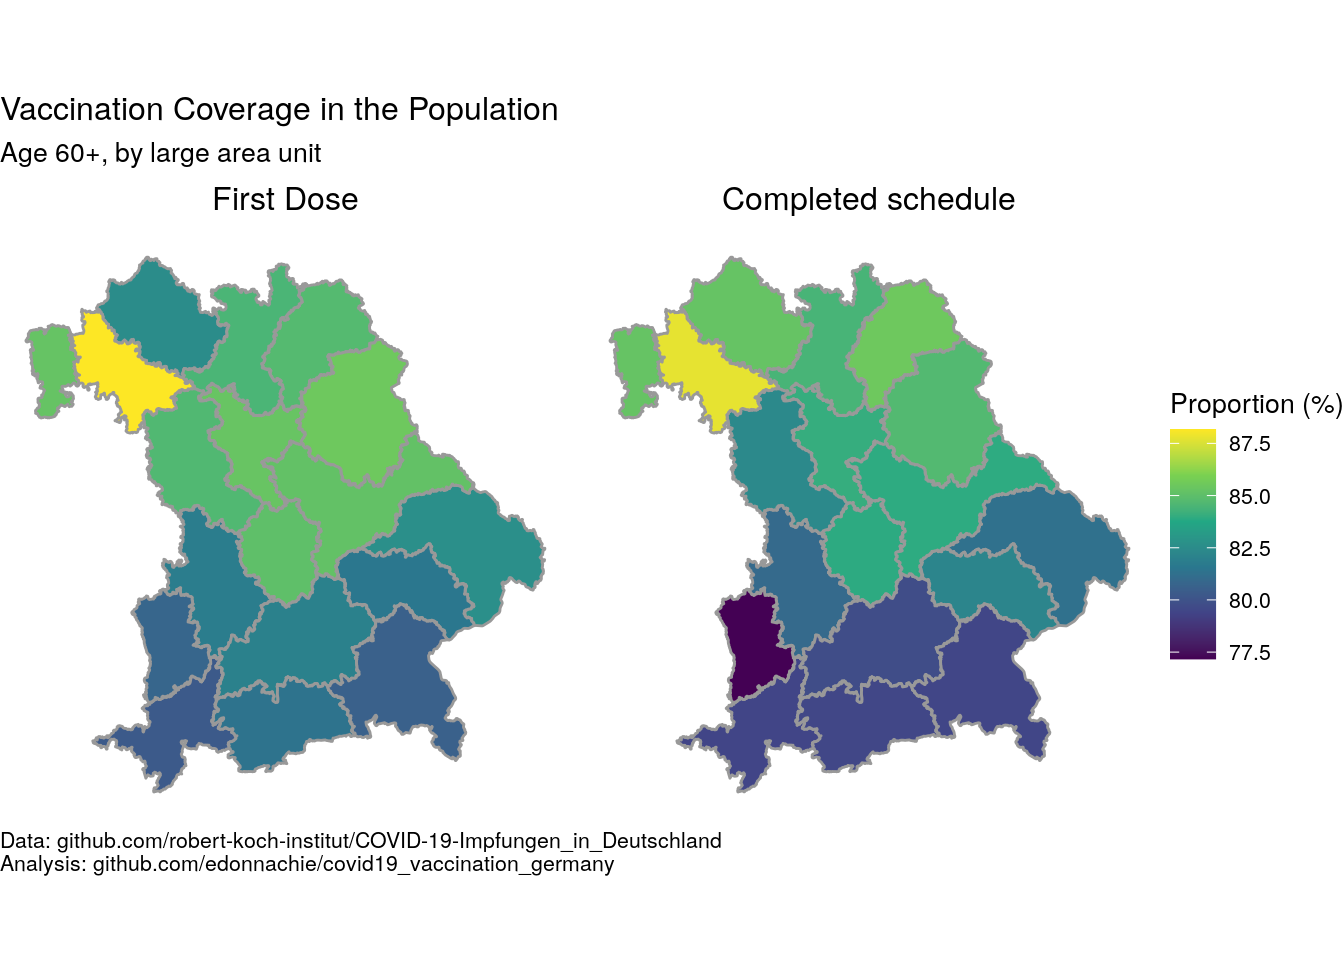 Vaccination Coverage in the Population
Age 60+, by large area unit
First Dose
Completed schedule
Proportion (%)
87.5
85.0
82.5
80.0
77.5
Data: github.com/robert-koch-institut/COVID-19-Impfungen_in_Deutschland
Analysis: github.com/edonnachie/covid19_vaccination_germany